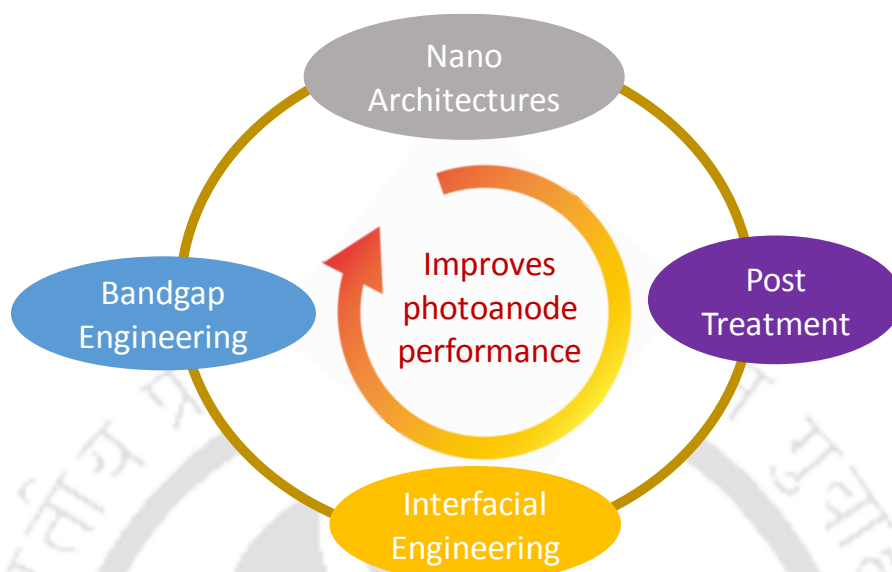 Nano
Architectures
Bandgap
Engineering
Improves
photoanode
performance
Post
Treatment
Interfacial
Engineering